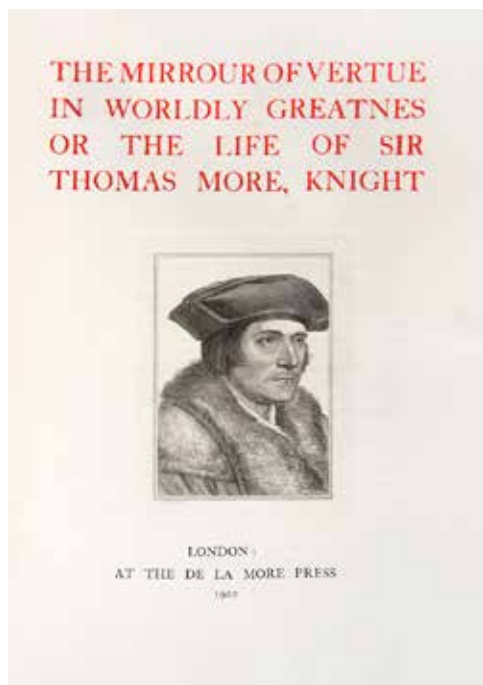 THE MIRROUR OF VERTUE
IN WORLDLY GREATNES
OR THE LIFE OF SIR
THOMAS MORE, KNIGHT
LONDON:
AT THE DE LA MORE PRESS
1902